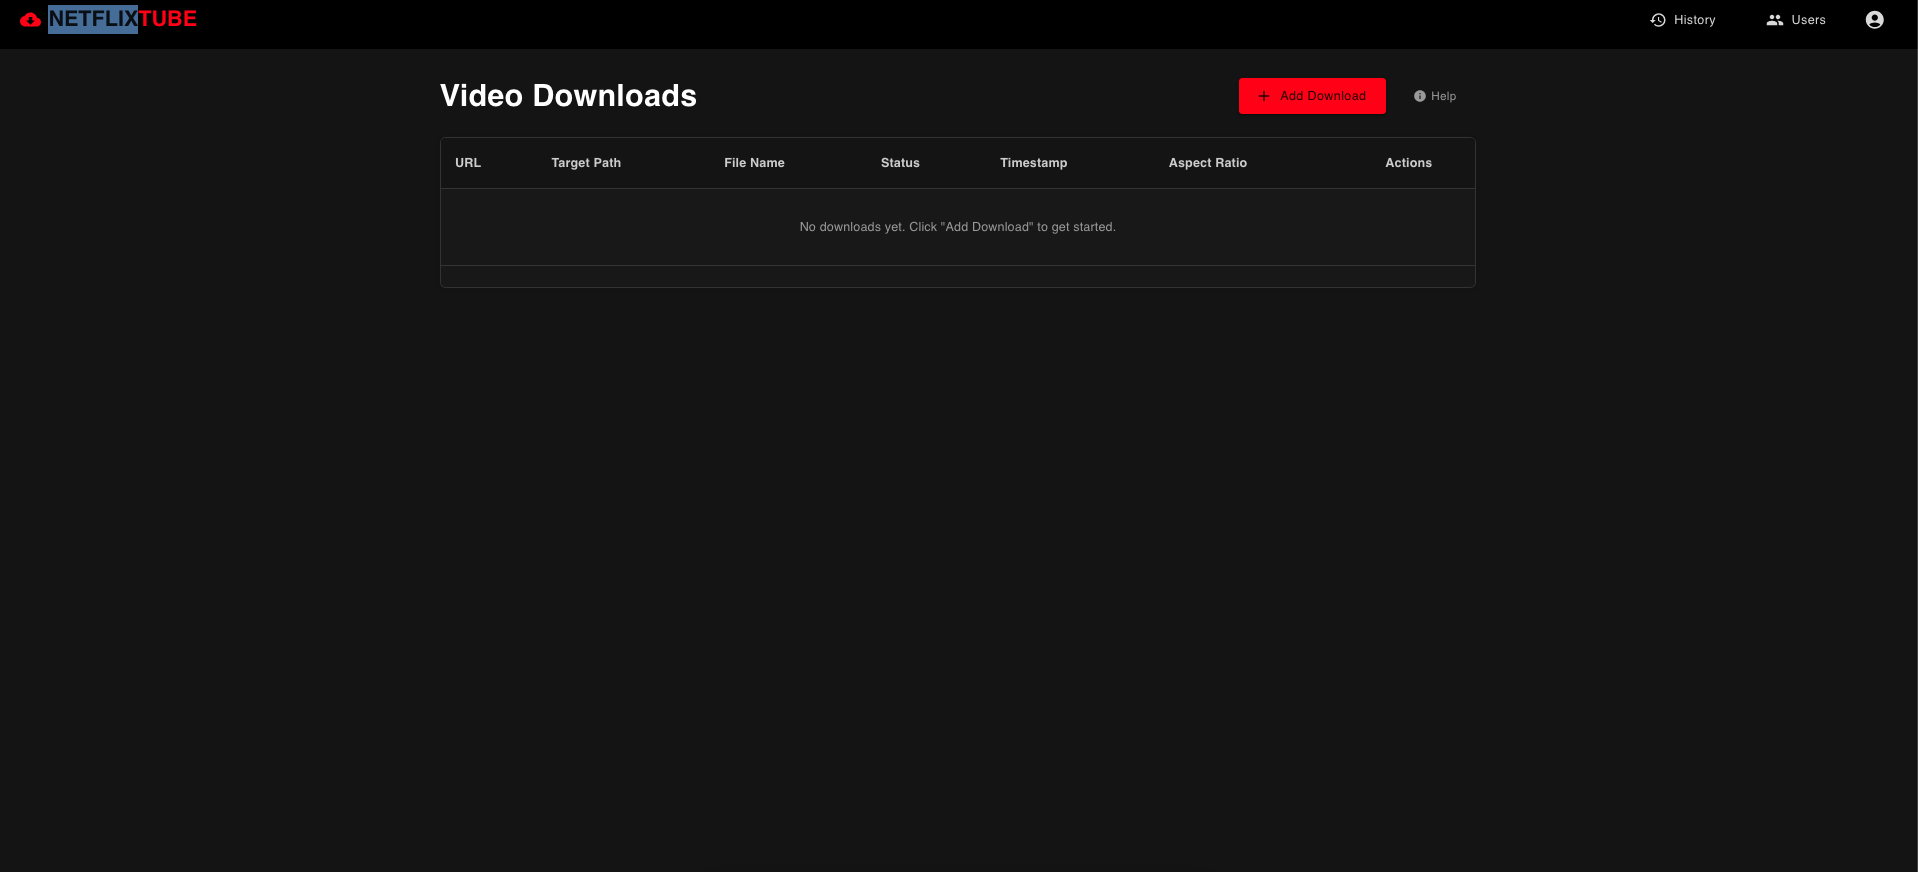 NETFLIXTUBE
History
Users
Video Downloads
Add Download
Help
URL Target Path File Name Status Timestamp Aspect Ratio Actions
No downloads yet. Click "Add Download" to get started.